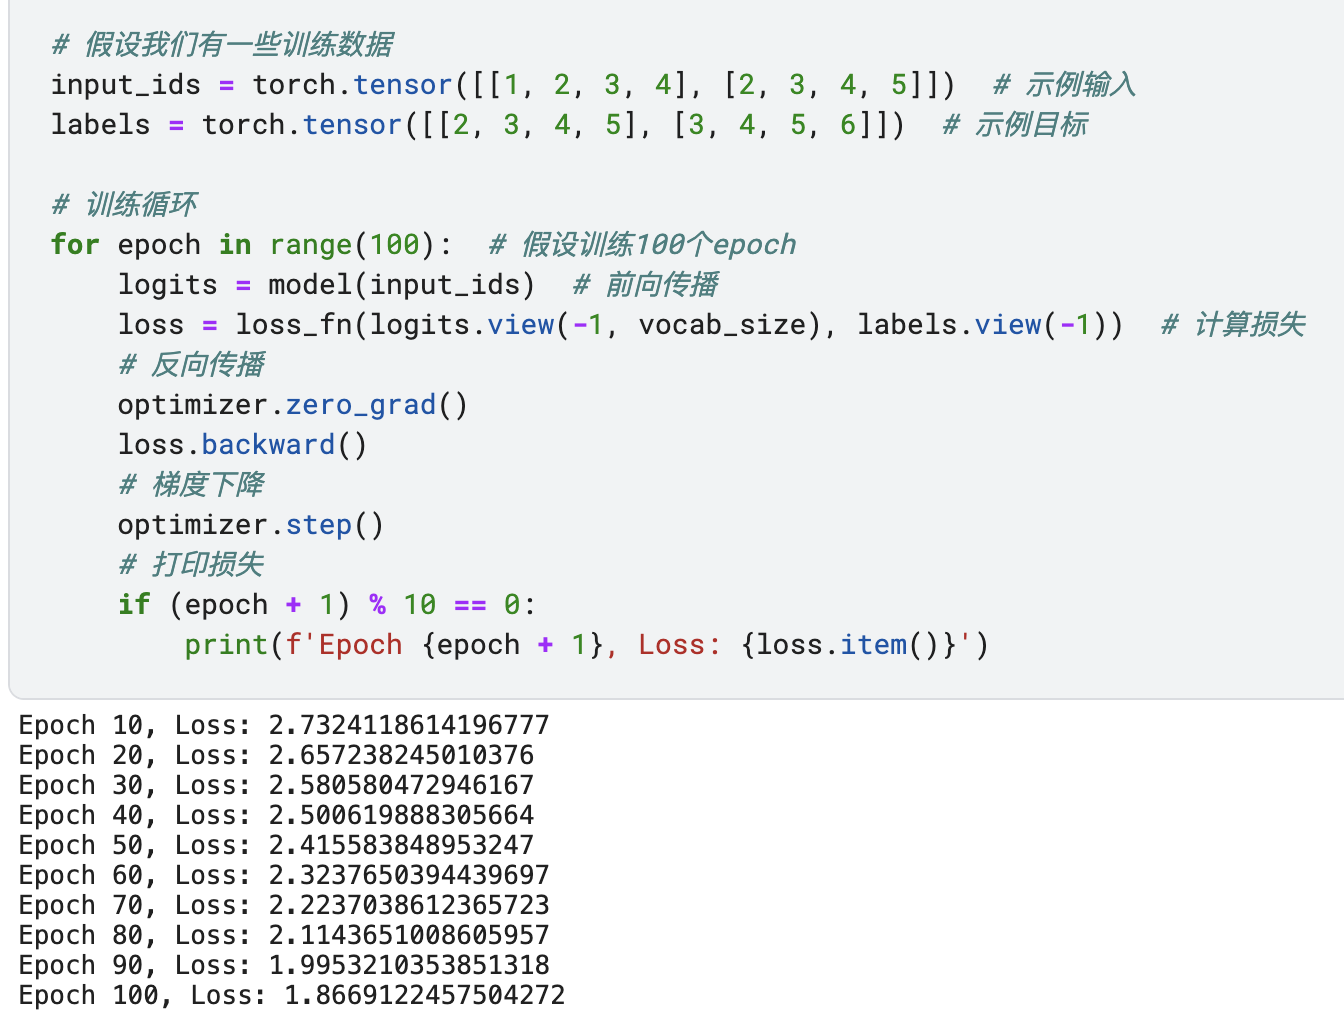 # 假设我们有一些训练数据
input_ids = torch.tensor([[1, 2, 3, 4], [2, 3, 4, 5]])  # 示例输入
labels = torch.tensor([[2, 3, 4, 5], [3, 4, 5, 6]])  # 示例目标
# 训练循环
for epoch in range(100):  # 假设训练100个epoch
    logits = model(input_ids)  # 前向传播
    loss = loss_fn(logits.view(-1, vocab_size), labels.view(-1))  # 计算损失
    # 反向传播
    optimizer.zero_grad()
    loss.backward()
    # 梯度下降
    optimizer.step()
    # 打印损失
    if (epoch + 1) % 10 == 0:
        print(f'Epoch {epoch + 1}, Loss: {loss.item()}')
Epoch 10, Loss: 2.7324118614196777
Epoch 20, Loss: 2.657238245010376
Epoch 30, Loss: 2.580580472946167
Epoch 40, Loss: 2.500619888305664
Epoch 50, Loss: 2.415583848953247
Epoch 60, Loss: 2.3237650394439697
Epoch 70, Loss: 2.2237038612365723
Epoch 80, Loss: 2.1143651008605957
Epoch 90, Loss: 1.9953210353851318
Epoch 100, Loss: 1.8669122457504272